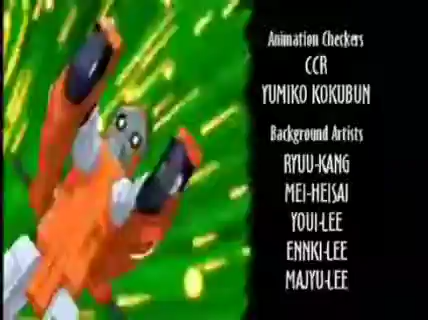 Animation Checkers
CCR
YUMIKO KOKUBUN
Background Artists
RYUU-KANG
MEI-HEISAI
YOUI-LEE
ENNKI-LEE
MAJYU-LEE